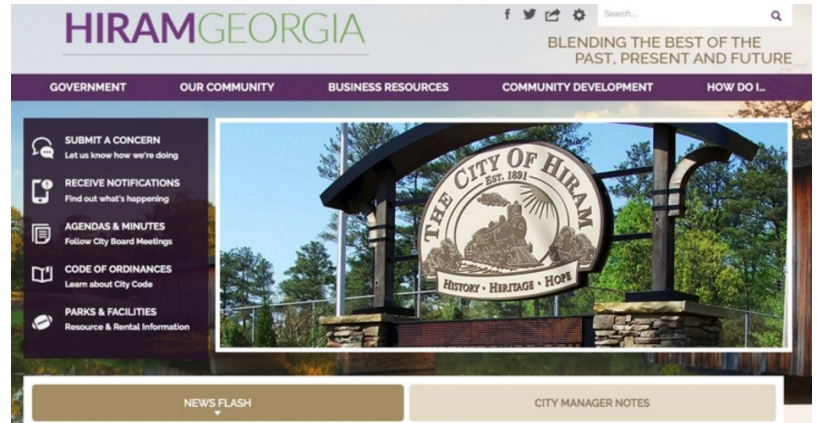 HIRAMGEORGIA
Search...
BLENDING THE BEST OF THE
PAST, PRESENT AND FUTURE
GOVERNMENT
OUR COMMUNITY
BUSINESS RESOURCES
COMMUNITY DEVELOPMENT
HOW DO I...
SUBMIT A CONCERN
Let us know how we're doing
RECEIVE NOTIFICATIONS
Find out what's happening
AGENDAS & MINUTES
Follow City Board Meetings
CODE OF ORDINANCES
Learn about City Code
PARKS & FACILITIES
Resource & Rental Information
THE CITY OF HIRAM
EST. 1891
HISTORY • HERITAGE • HOPE
NEWS FLASH
CITY MANAGER NOTES